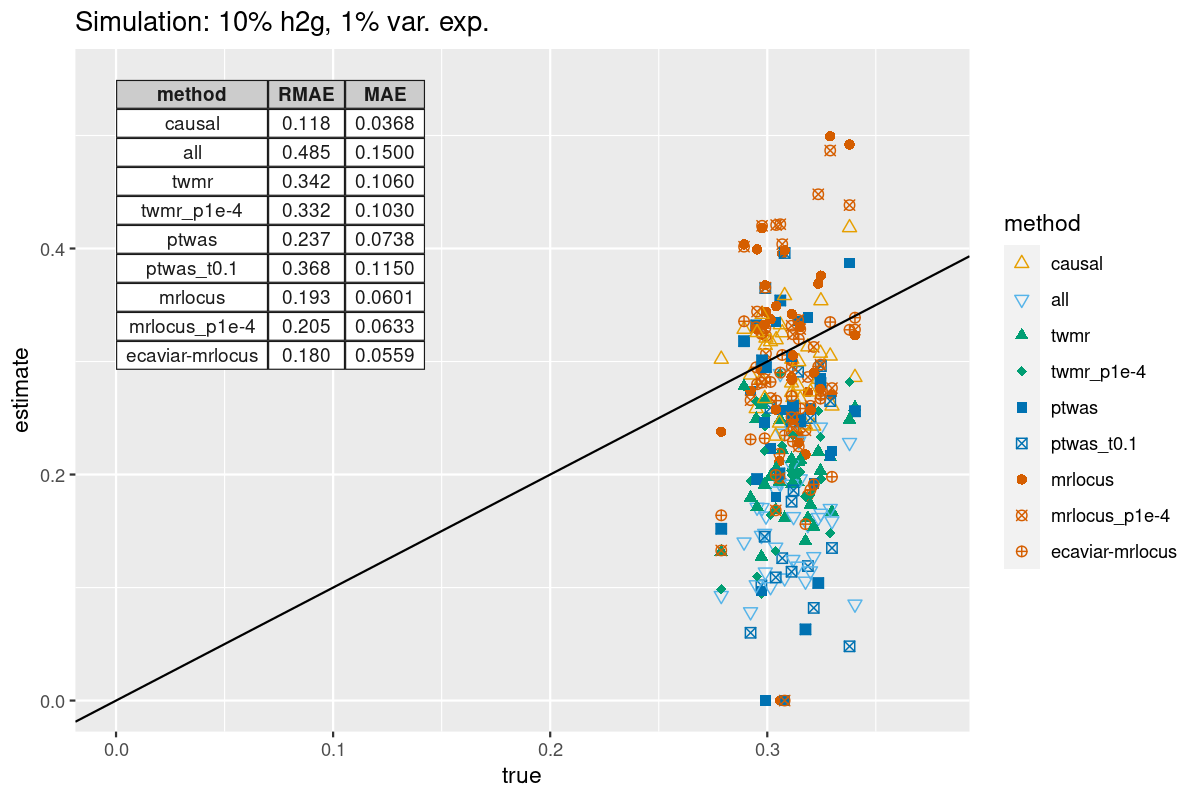 Simulation: 10% h2g, 1% var. exp.
method RMAE MAE
causal 0.118 0.0368
all 0.485 0.1500
twmr 0.342 0.1060
twmr_p1e-4 0.332 0.1030
ptwas 0.237 0.0738
ptwas_t0.1 0.368 0.1150
mrlocus 0.193 0.0601
mrlocus_p1e-4 0.205 0.0633
ecaviar-mrlocus 0.180 0.0559
estimate
0.4
0.2
0.0
0.0 0.1 0.2 0.3
true
method
causal
all
twmr
twmr_p1e-4
ptwas
ptwas_t0.1
mrlocus
mrlocus_p1e-4
ecaviar-mrlocus